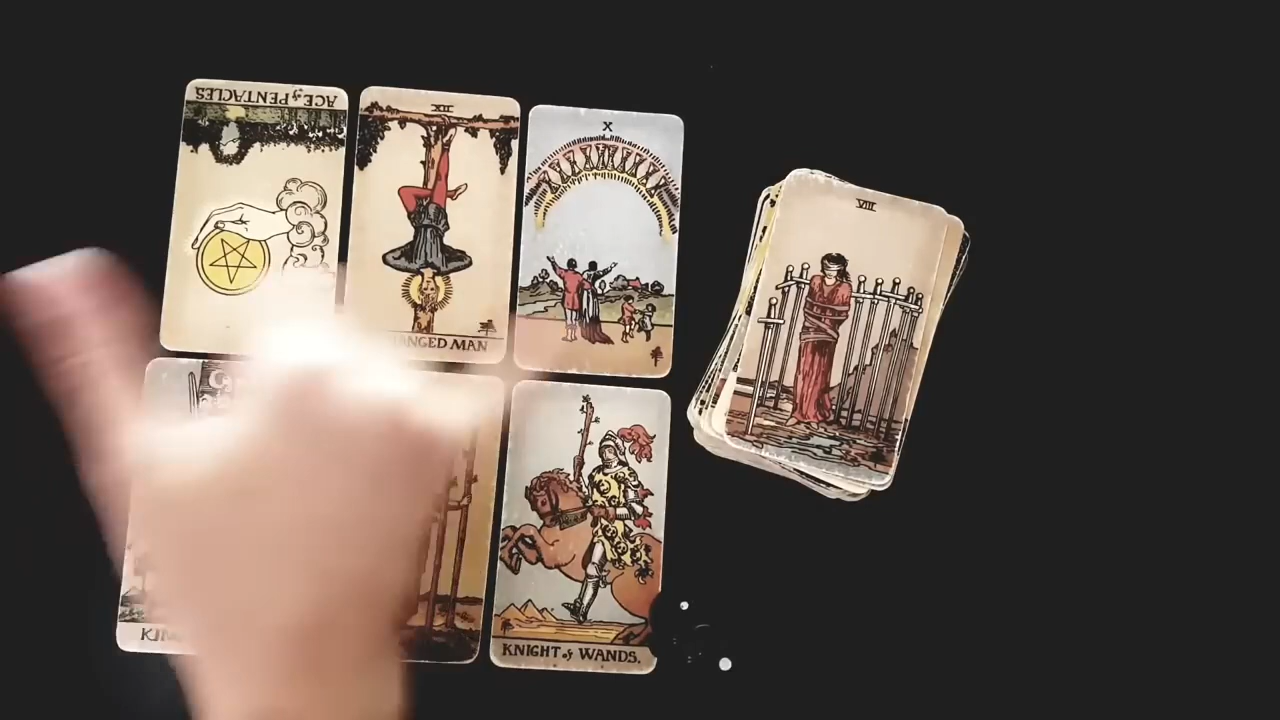 ACE of PENTACLES
XII
X
VIII
HANGED MAN
KNIGHT of WANDS.